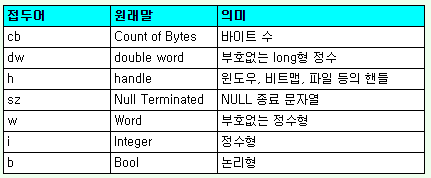 접두어 원래말 의미
cb Count of Bytes 바이트 수
dw double word 부호없는 long형 정수
h handle 윈도우, 비트맵, 파일 등의 핸들
sz Null Terminated NULL 종료 문자열
w Word 부호없는 정수형
i Integer 정수형
b Bool 논리형